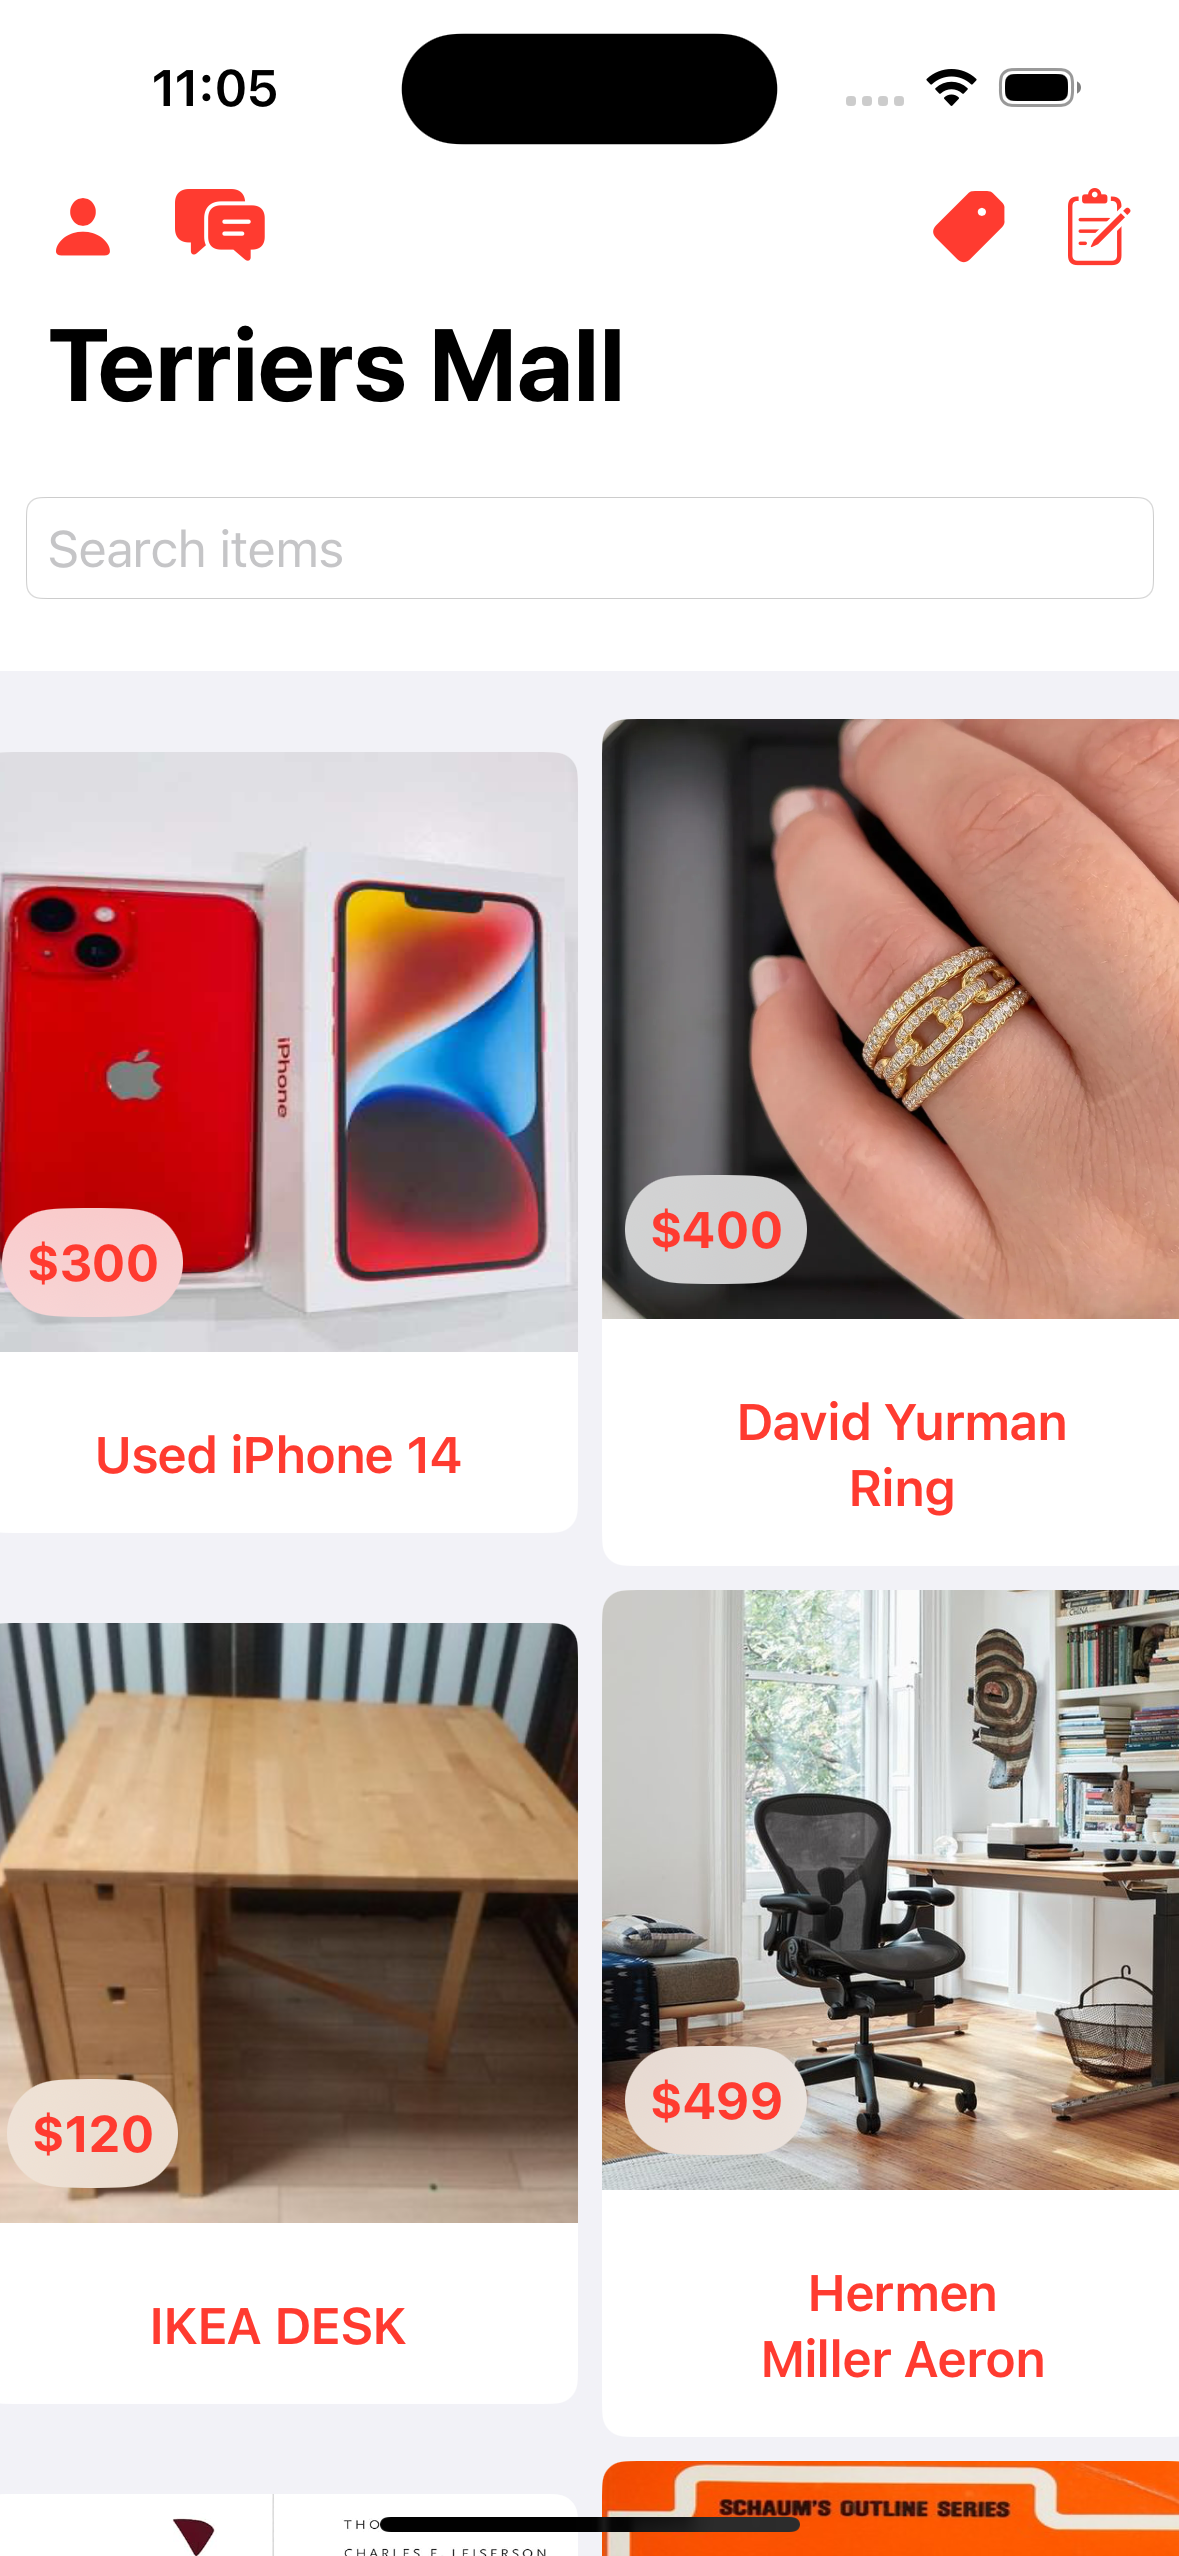 11:05
Terriers Mall
Search items
iPhone
$300
Used iPhone 14
$400
David Yurman
Ring
$120
IKEA DESK
CHINA
$499
Hermen
Miller Aeron
THO
CHARLES E. LEISERSON
SCHAUM'S OUTLINE SERIES